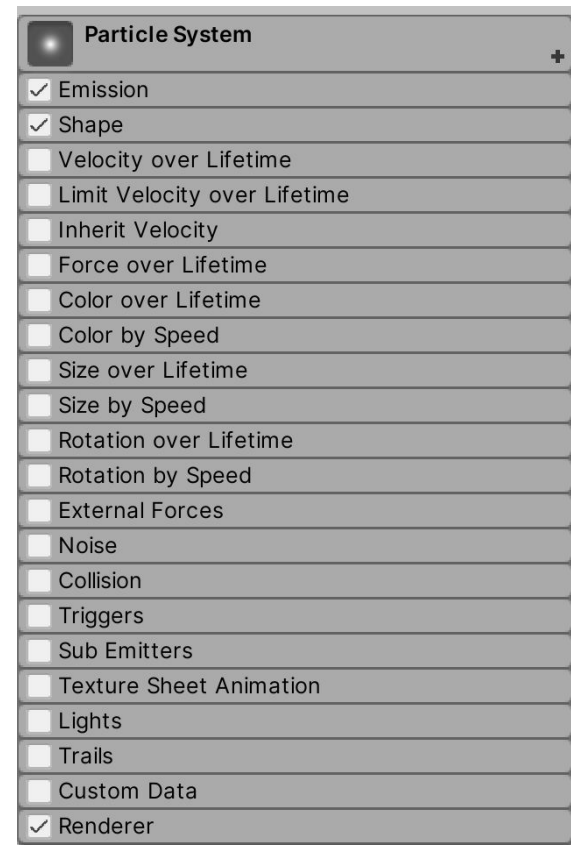 Particle System
Emission
Shape
Velocity over Lifetime
Limit Velocity over Lifetime
Inherit Velocity
Force over Lifetime
Color over Lifetime
Color by Speed
Size over Lifetime
Size by Speed
Rotation over Lifetime
Rotation by Speed
External Forces
Noise
Collision
Triggers
Sub Emitters
Texture Sheet Animation
Lights
Trails
Custom Data
Renderer